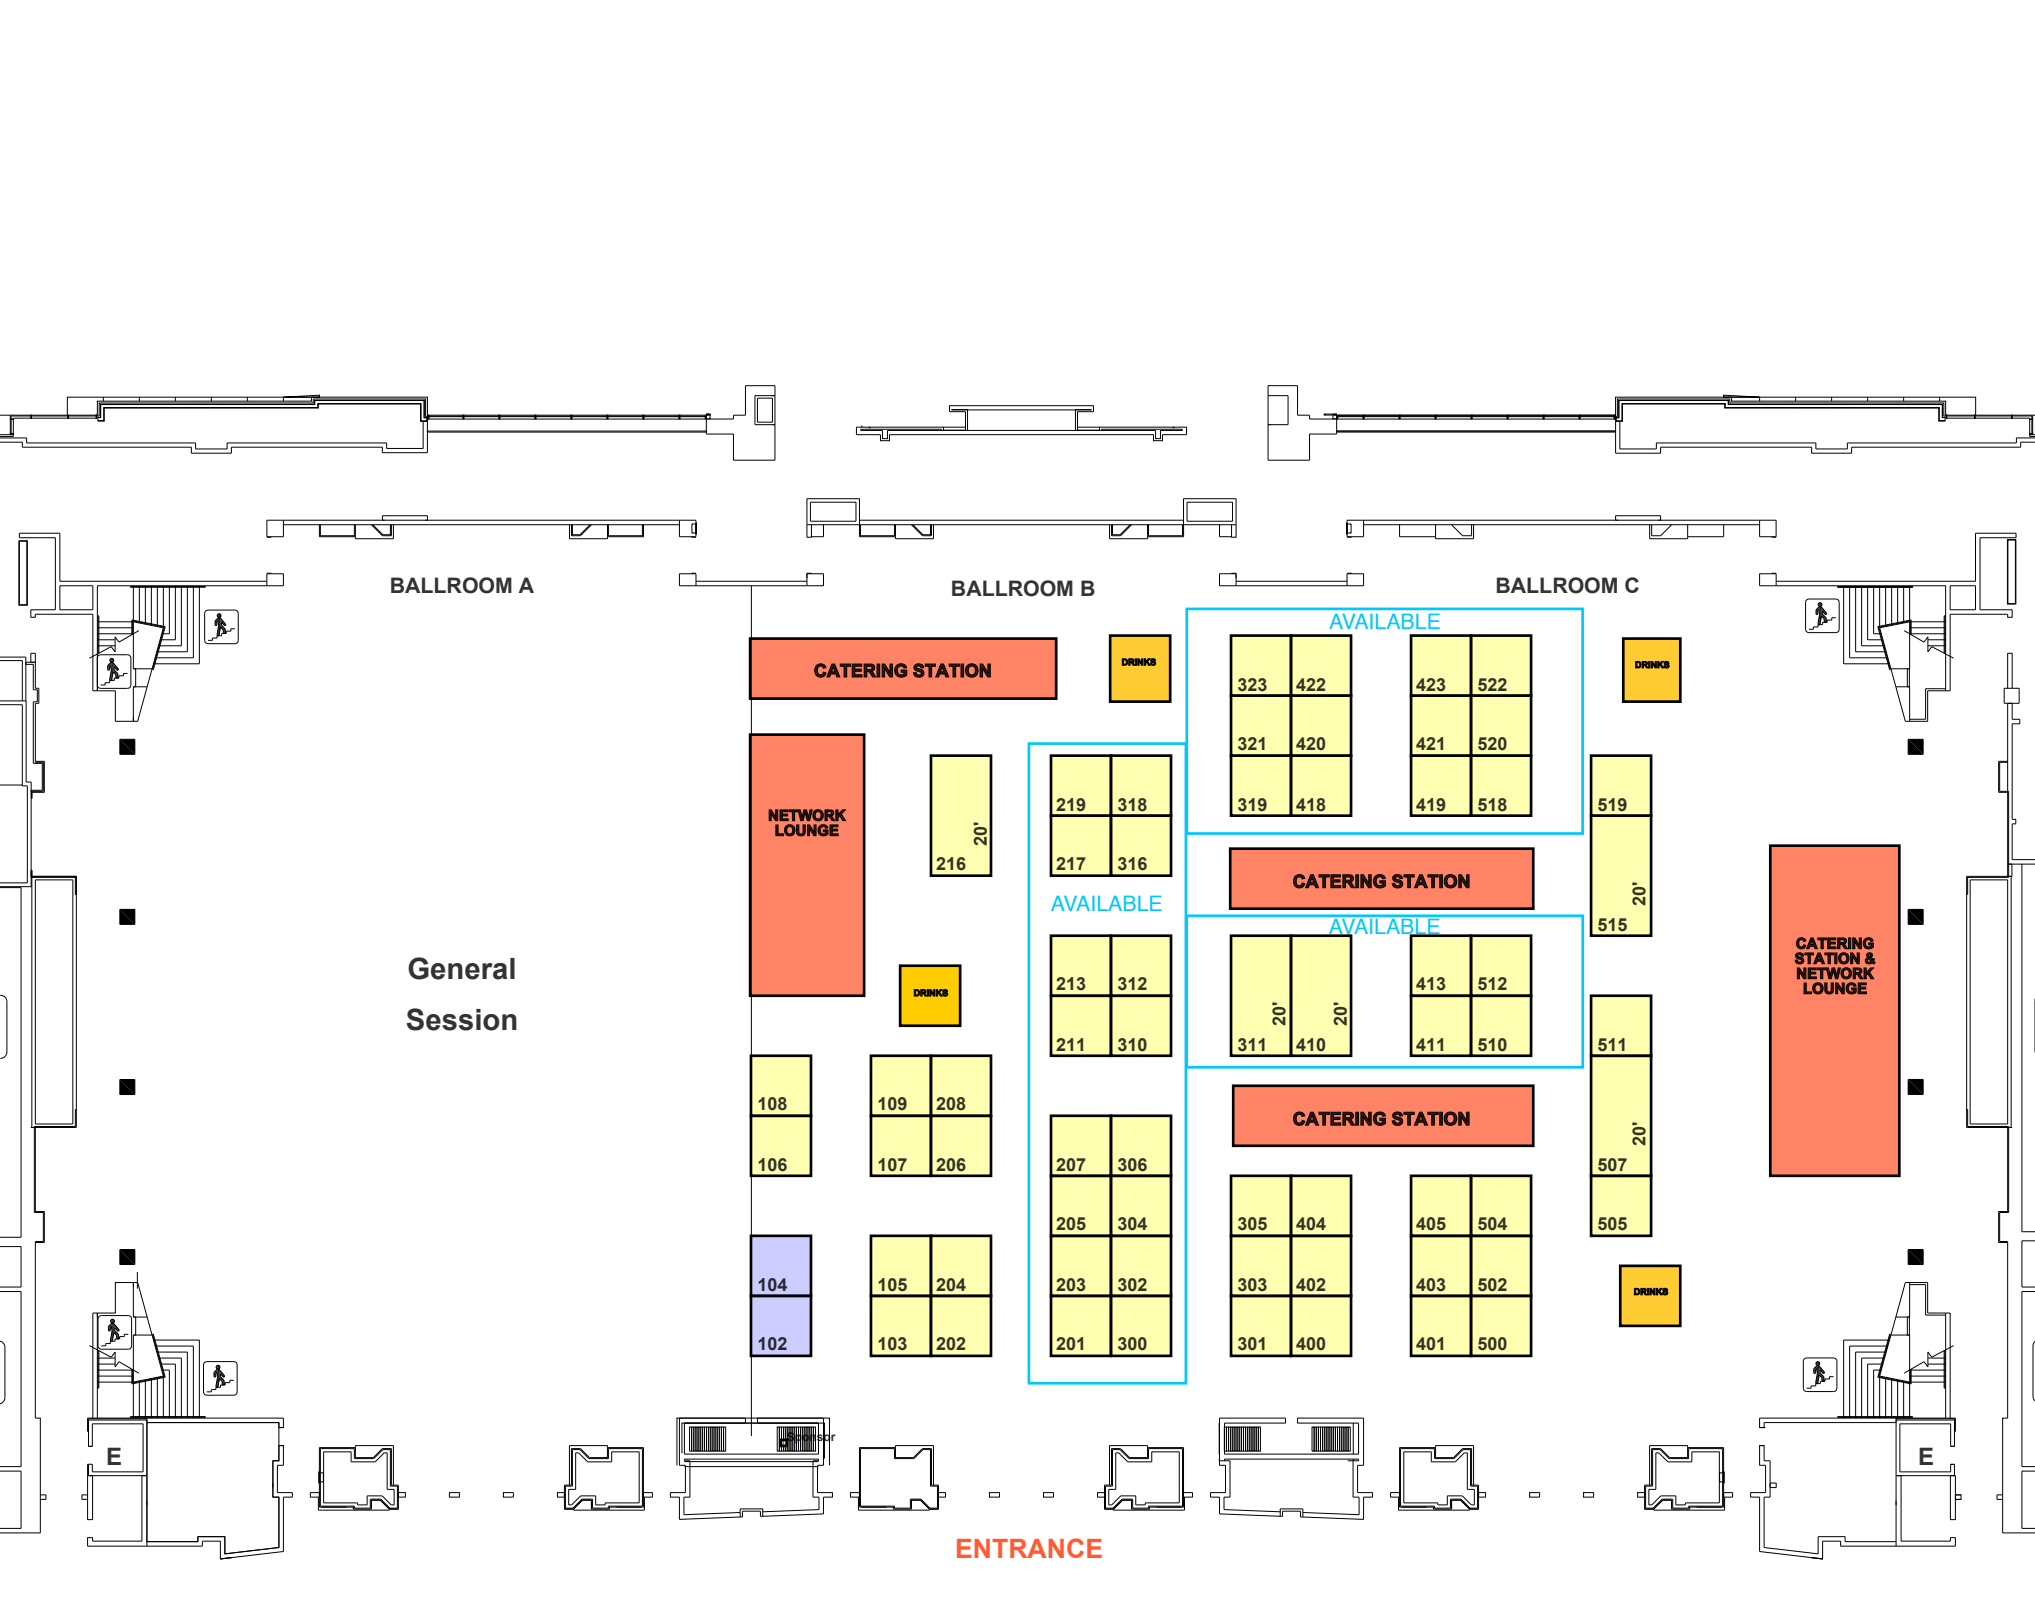 BALLROOM A
BALLROOM B
BALLROOM C
AVAILABLE
CATERING STATION
DRINKS
DRINKS
323 422
423 522
321 420
421 520
319 418
419 518
219 318
519
NETWORK
LOUNGE
20'
216
217 316
CATERING STATION
20'
AVAILABLE
515
AVAILABLE
CATERING
STATION &
NETWORK
LOUNGE
General
Session
DRINKS
213 312
413 512
20'
20'
211 310
311 410
411 510
511
108
109 208
CATERING STATION
20'
106
107 206
207 306
507
205 304
305 404
405 504
505
104
105 204
203 302
303 402
403 502
DRINKS
102
103 202
201 300
301 400
401 500
Sponsor
E
E
ENTRANCE